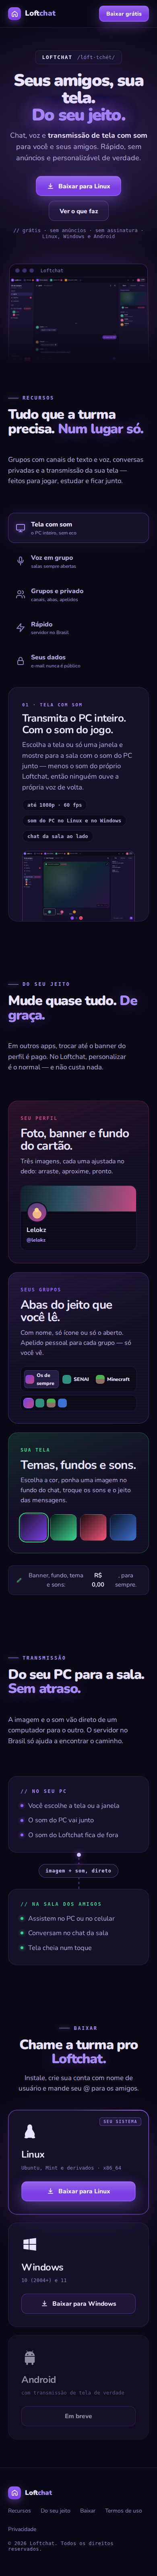 Loftchat
Baixar grátis
LOFTCHAT /lóft·tchét/
Seus amigos, sua
tela.
Do seu jeito.
Chat, voz e transmissão de tela com som
para você e seus amigos. Rápido, sem
anúncios e personalizável de verdade.
Baixar para Linux
Ver o que faz
// grátis · sem anúncios · sem assinatura ·
Linux, Windows e Android
Loftchat
RECURSOS
Tudo que a turma
precisa. Num lugar só.
Grupos com canais de texto e voz, conversas
privadas e a transmissão da sua tela —
feitos para jogar, estudar e ficar junto.
Tela com som
o PC inteiro, sem eco
Voz em grupo
salas sempre abertas
Grupos e privado
canais, abas, apelidos
Rápido
servidor no Brasil
Seus dados
e-mail nunca é público
01 · TELA COM SOM
Transmita o PC inteiro.
Com o som do jogo.
Escolha a tela ou só uma janela e
mostre para a sala com o som do PC
junto — menos o som do próprio
Loftchat, então ninguém ouve a
própria voz de volta.
até 1080p · 60 fps
som do PC no Linux e no Windows
chat da sala ao lado
DO SEU JEITO
Mude quase tudo. De
graça.
Em outros apps, trocar até o banner do
perfil é pago. No Loftchat, personalizar
é o normal — e não custa nada.
SEU PERFIL
Foto, banner e fundo
do cartão.
Três imagens, cada uma ajustada no
dedo: arraste, aproxime, pronto.
Lelokz
@lelokz
SEUS GRUPOS
Abas do jeito que
você lê.
Com nome, só ícone ou só o aberto.
Apelido pessoal para cada grupo — só
você vê.
Os de
sempre
SENAI
Minecraft
SUA TELA
Temas, fundos e sons.
Escolha a cor, ponha uma imagem no
fundo do chat, troque os sons e o jeito
das mensagens.
Banner, fundo, tema
e sons:
R$
0,00
, para
sempre.
TRANSMISSÃO
Do seu PC para a sala.
Sem atraso.
A imagem e o som vão direto de um
computador para o outro. O servidor no
Brasil só ajuda a encontrar o caminho.
// NO SEU PC
Você escolhe a tela ou a janela
O som do PC vai junto
O som do Loftchat fica de fora
imagem + som, direto
// NA SALA DOS AMIGOS
Assistem no PC ou no celular
Conversam no chat da sala
Tela cheia num toque
BAIXAR
Chame a turma pro
Loftchat.
Instale, crie sua conta com nome de
usuário e mande seu @ para os amigos.
SEU SISTEMA
Linux
Ubuntu, Mint e derivados · x86_64
Baixar para Linux
Windows
10 (2004+) e 11
Baixar para Windows
Android
com transmissão de tela de verdade
Em breve
Loftchat
Recursos
Do seu jeito
Baixar
Termos de uso
Privacidade
© 2026 Loftchat. Todos os direitos
reservados.